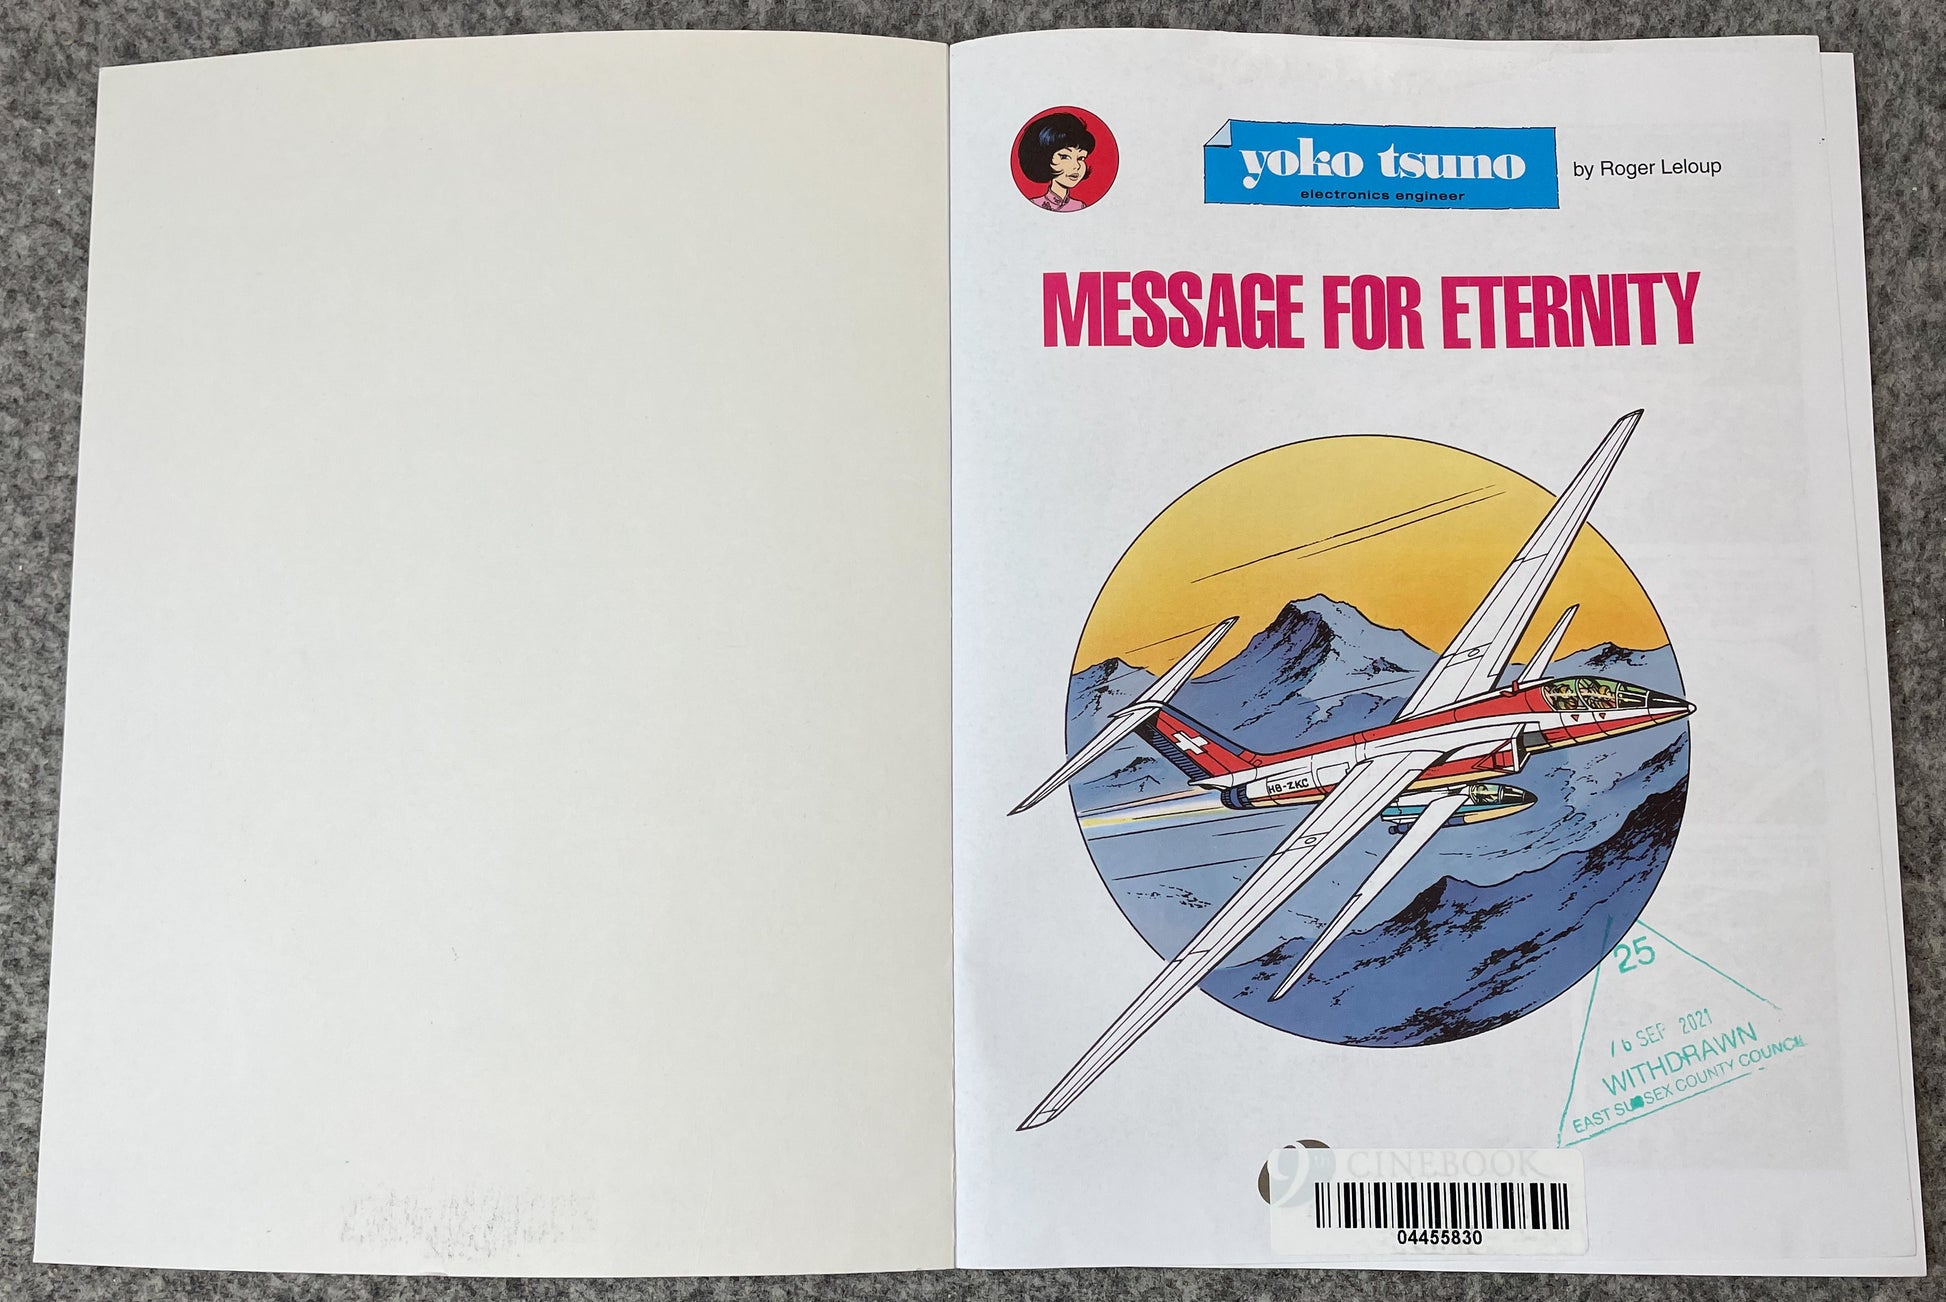 yoko tsuno
electronics engineer
by Roger Leloup
MESSAGE FOR ETERNITY
HB-ZKC
25
16 SEP 2021
WITHDRAWN
EAST SUSSEX COUNTY COUNCIL
9th CINEBOOK
04455830